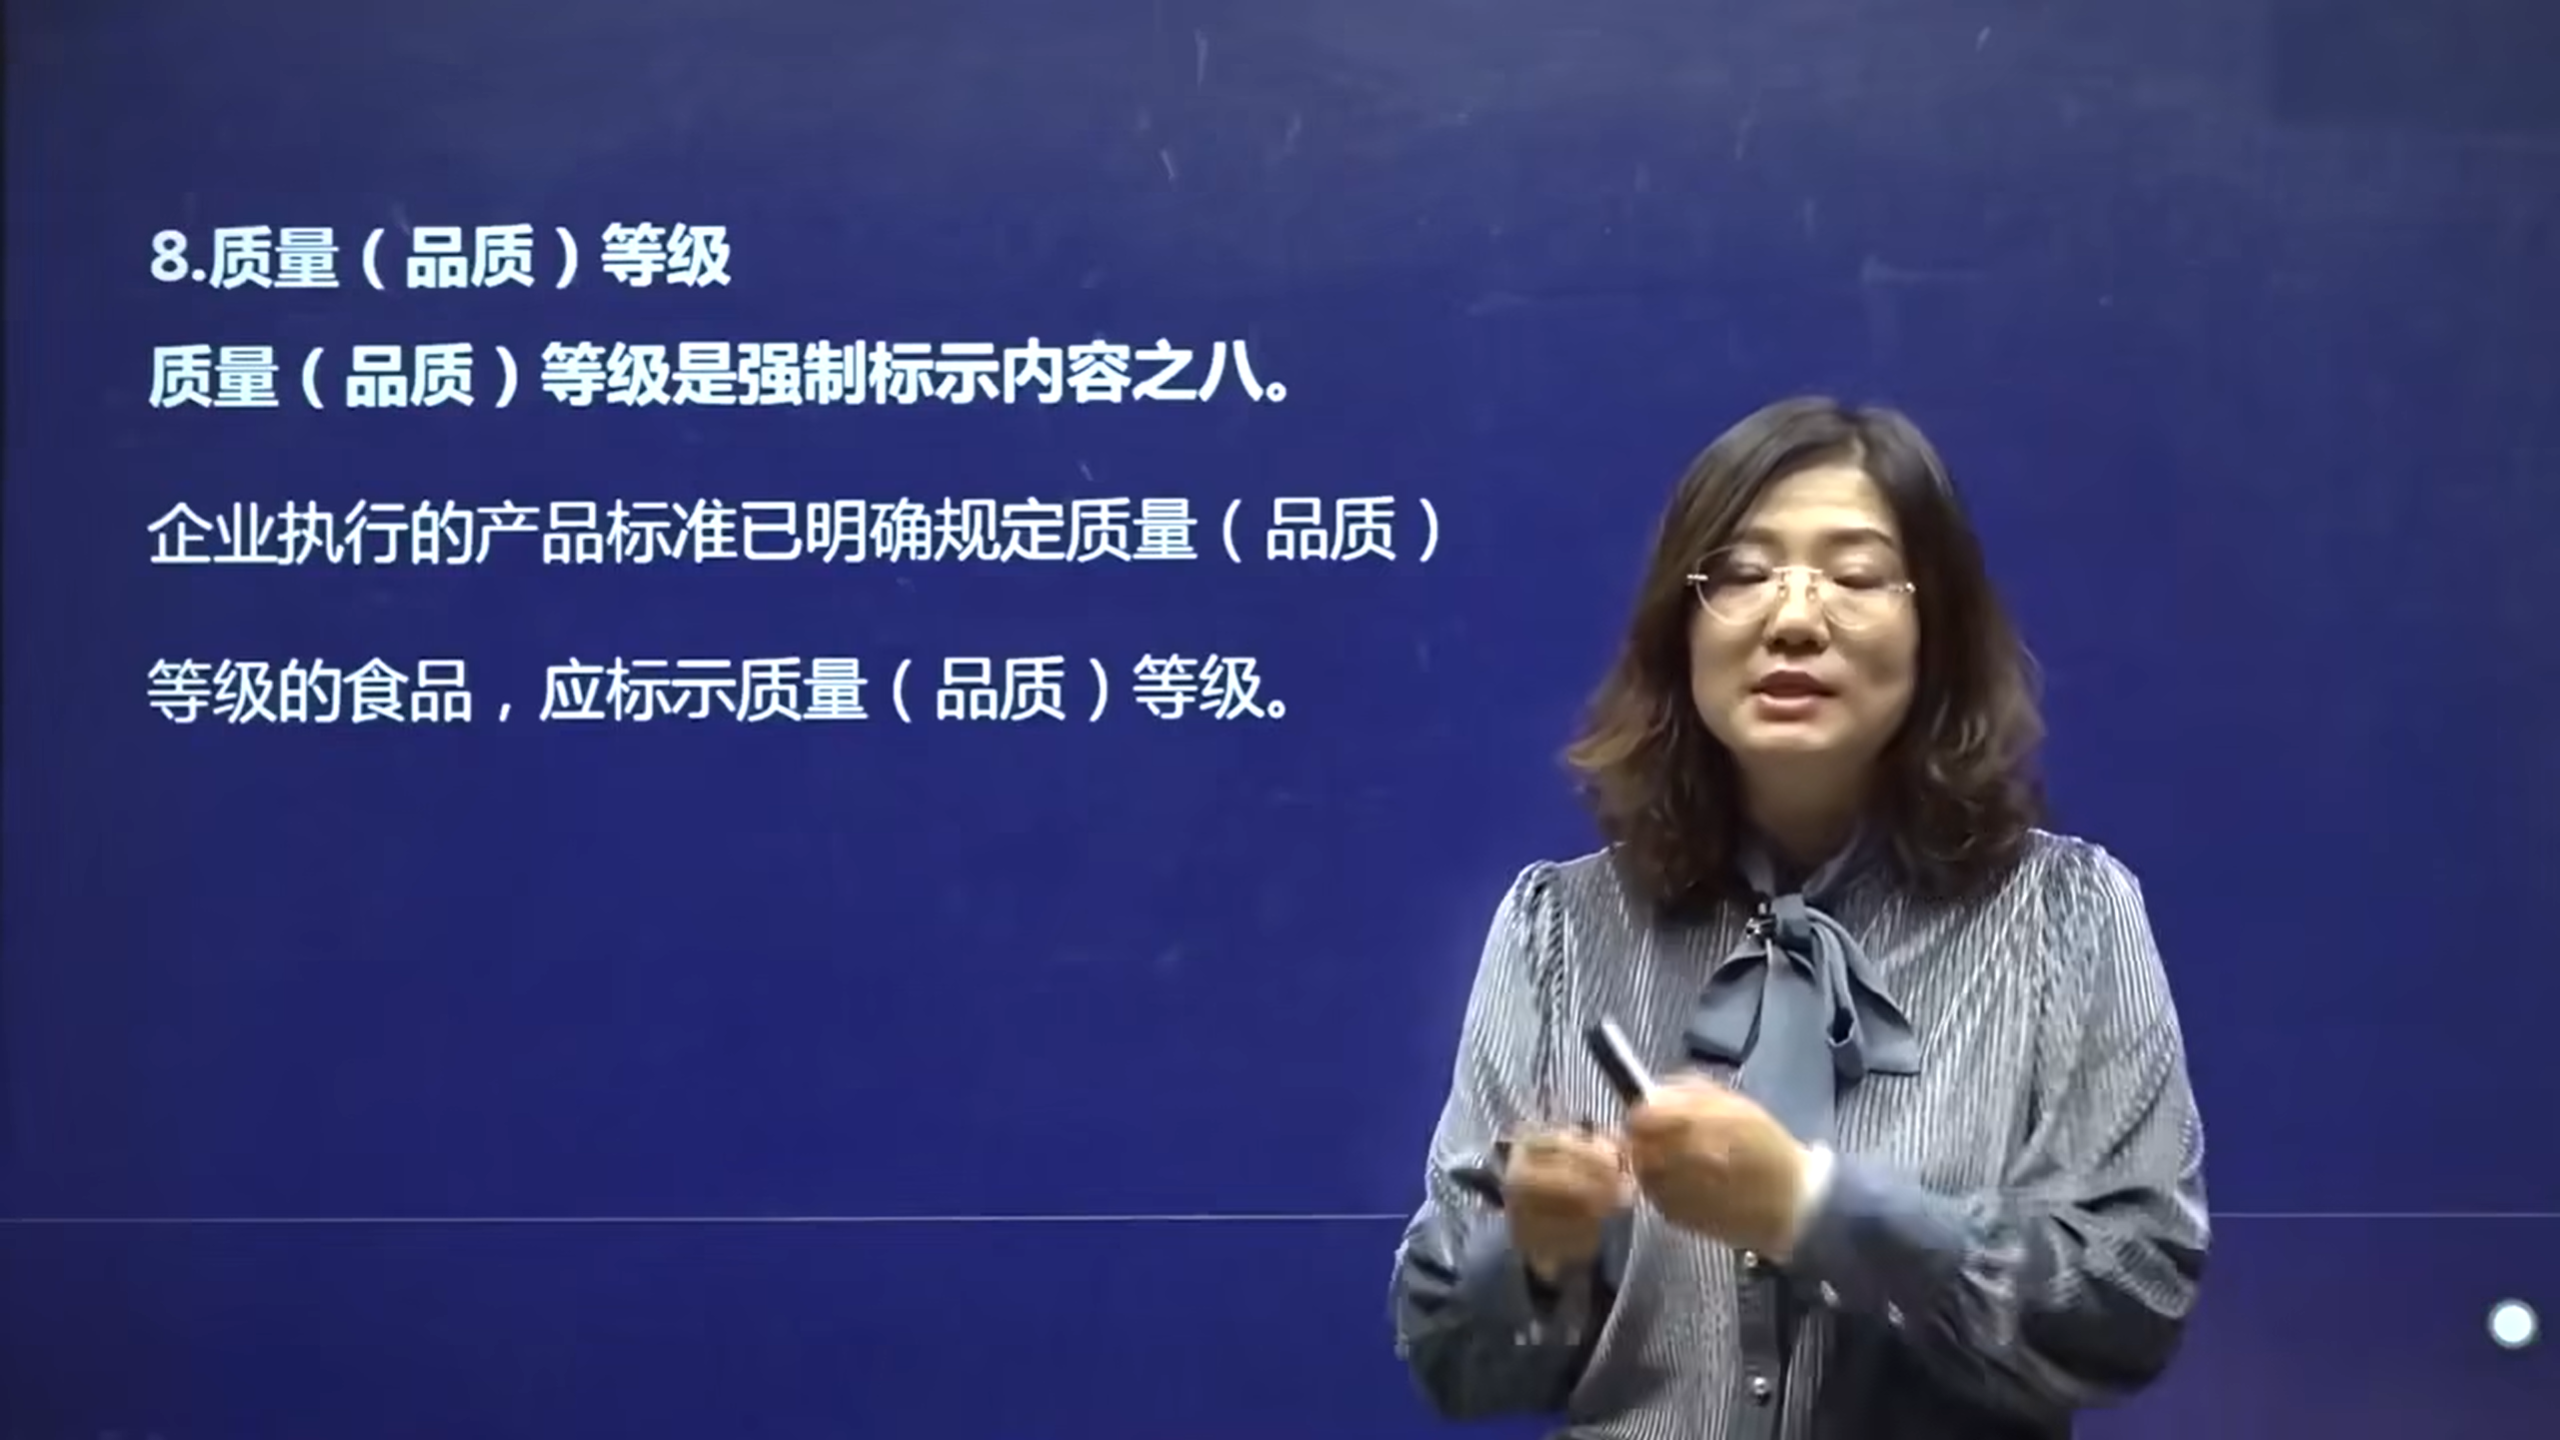 8.质量（品质）等级
质量（品质）等级是强制标示内容之八。
企业执行的产品标准已明确规定质量（品质）
等级的食品，应标示质量（品质）等级。